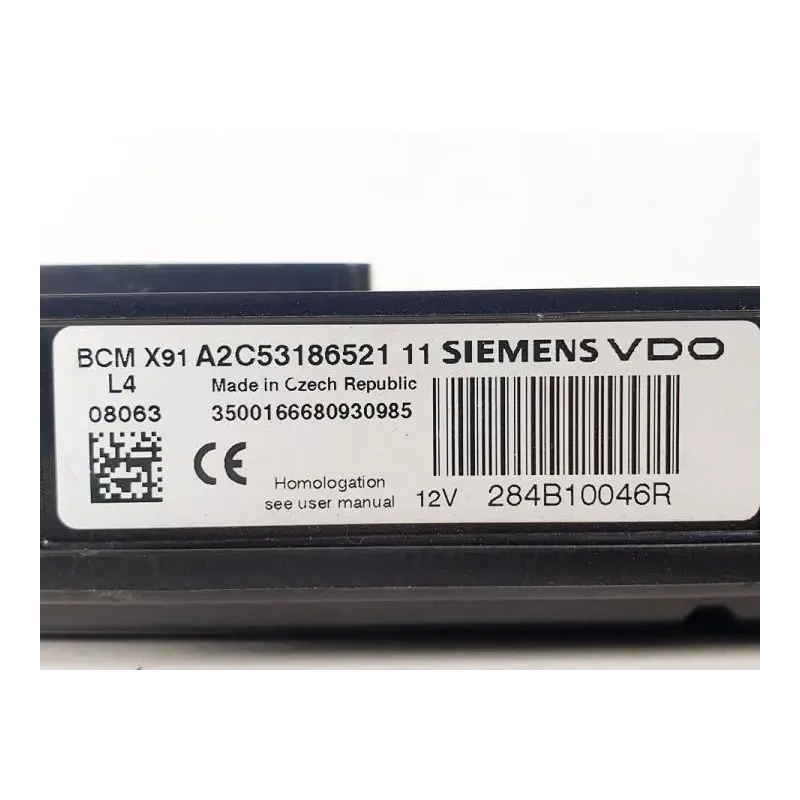 BCM X91 A2C53186521 11 SIEMENS VDO
L4 Made in Czech Republic
08063 3500166680930985
CE
Homologation
see user manual 12V 284B10046R